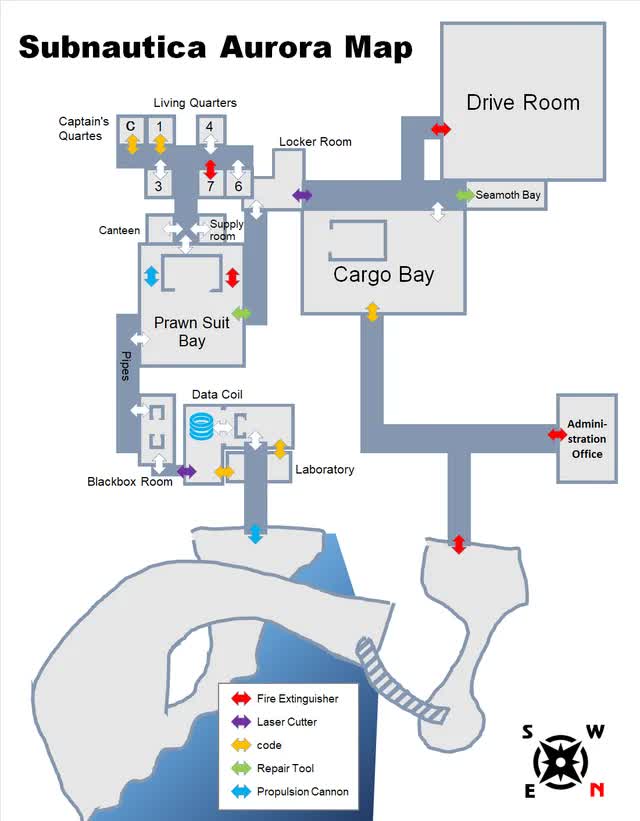 Subnautica Aurora Map
Living Quarters
Captain's
Quartes
C
1
4
3
7
6
Locker Room
Drive Room
Seamoth Bay
Canteen
Supply
room
Cargo Bay
Prawn Suit
Bay
Pipes
Data Coil
Blackbox Room
Laboratory
Admini-
stration
Office
Fire Extinguisher
Laser Cutter
code
Repair Tool
Propulsion Cannon
S W
E N